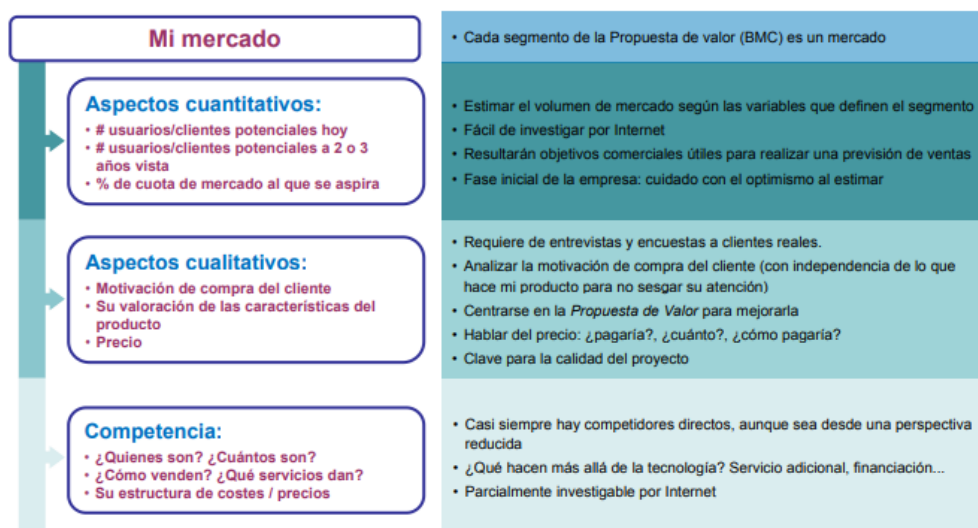 Mi mercado
• Cada segmento de la Propuesta de valor (BMC) es un mercado
Aspectos cuantitativos:
• # usuarios/clientes potenciales hoy
• # usuarios/clientes potenciales a 2 o 3
años vista
• % de cuota de mercado al que se aspira
• Estimar el volumen de mercado según las variables que definen el segmento
• Fácil de investigar por Internet
• Resultarán objetivos comerciales útiles para realizar una previsión de ventas
• Fase inicial de la empresa: cuidado con el optimismo al estimar
Aspectos cualitativos:
• Motivación de compra del cliente
• Su valoración de las características del
producto
• Precio
• Requiere de entrevistas y encuestas a clientes reales.
• Analizar la motivación de compra del cliente (con independencia de lo que
hace mi producto para no sesgar su atención)
• Centrarse en la Propuesta de Valor para mejorarla
• Hablar del precio: ¿pagaría?, ¿cuánto?, ¿cómo pagaría?
• Clave para la calidad del proyecto
Competencia:
• ¿Quienes son? ¿Cuántos son?
• ¿Cómo venden? ¿Qué servicios dan?
• Su estructura de costes / precios
• Casi siempre hay competidores directos, aunque sea desde una perspectiva
reducida
• ¿Qué hacen más allá de la tecnología? Servicio adicional, financiación...
• Parcialmente investigable por Internet